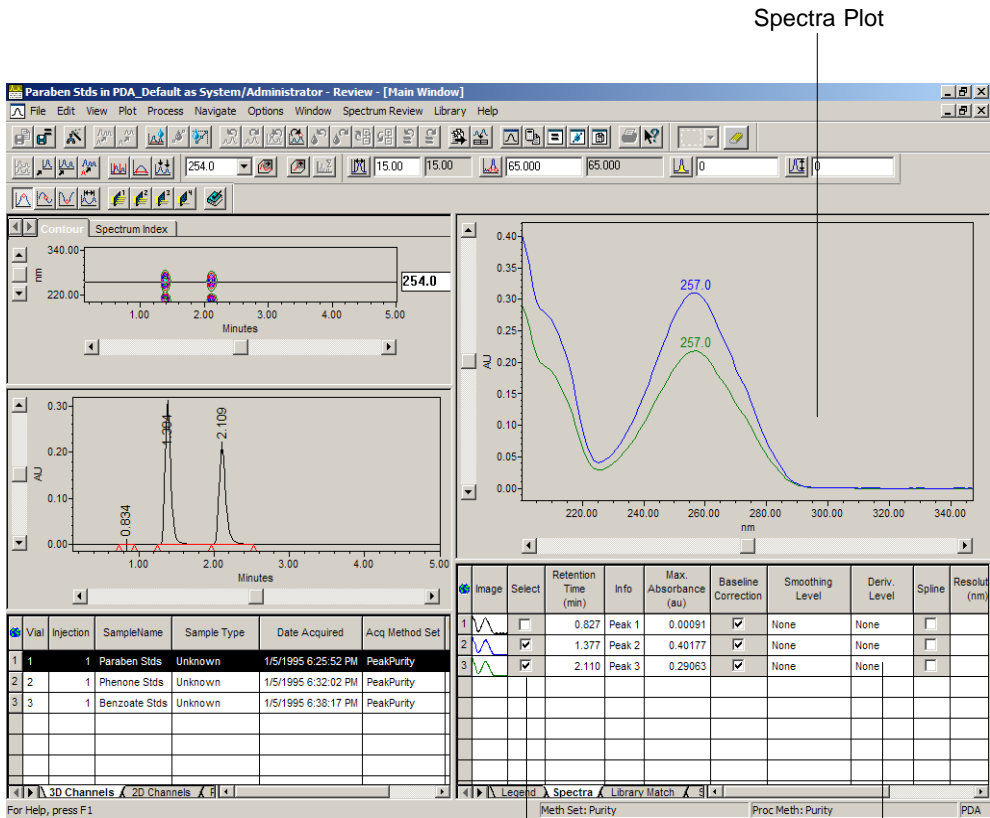 Spectra Plot
Paraben Stds in PDA_Default as System/Administrator - Review - [Main Window]
File Edit View Plot Process Navigate Options Window Spectrum Review Library Help
254.0 15.00 15.00 65.000 65.000 0 0
Contour Spectrum Index
340.00
nm
220.00
254.0
1.00 2.00 3.00 4.00 5.00
Minutes
0.30
0.20
AU
0.10
0.00
0.834
1.394
2.109
1.00 2.00 3.00 4.00 5.00
Minutes
0.40
0.35
0.30
0.25
AU
0.20
0.15
0.10
0.05
0.00
257.0
257.0
220.00 240.00 260.00 280.00 300.00 320.00 340.00
nm
Vial Injection SampleName Sample Type Date Acquired Acq Method Set
1 1 1 Paraben Stds Unknown 1/5/1995 6:25:52 PM PeakPurity
2 2 1 Phenone Stds Unknown 1/5/1995 6:32:02 PM PeakPurity
3 3 1 Benzoate Stds Unknown 1/5/1995 6:38:17 PM PeakPurity
3D Channels 2D Channels
Image Select Retention Time (min) Info Max. Absorbance (au) Baseline Correction Smoothing Level Deriv. Level Spline Resolut (nm)
1 0.827 Peak 1 0.00091 None None
2 1.377 Peak 2 0.40177 None None
3 2.110 Peak 3 0.29063 None None
Legend Spectra Library Match
For Help, press F1 Meth Set: Purity Proc Meth: Purity PDA